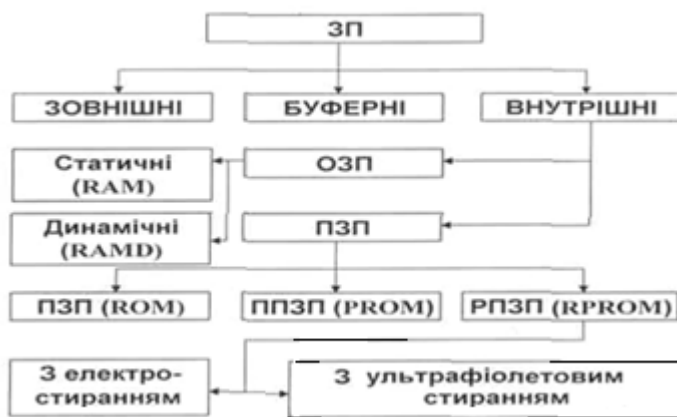 ЗП
ЗОВНІШНІ
БУФЕРНІ
ВНУТРІШНІ
Статичні
(RAM)
ОЗП
Динамічні
(RAMD)
ПЗП
ПЗП (ROM)
ППЗП (PROM)
РПЗП (RPROM)
З електро-
стиранням
З ультрафіолетовим
стиранням